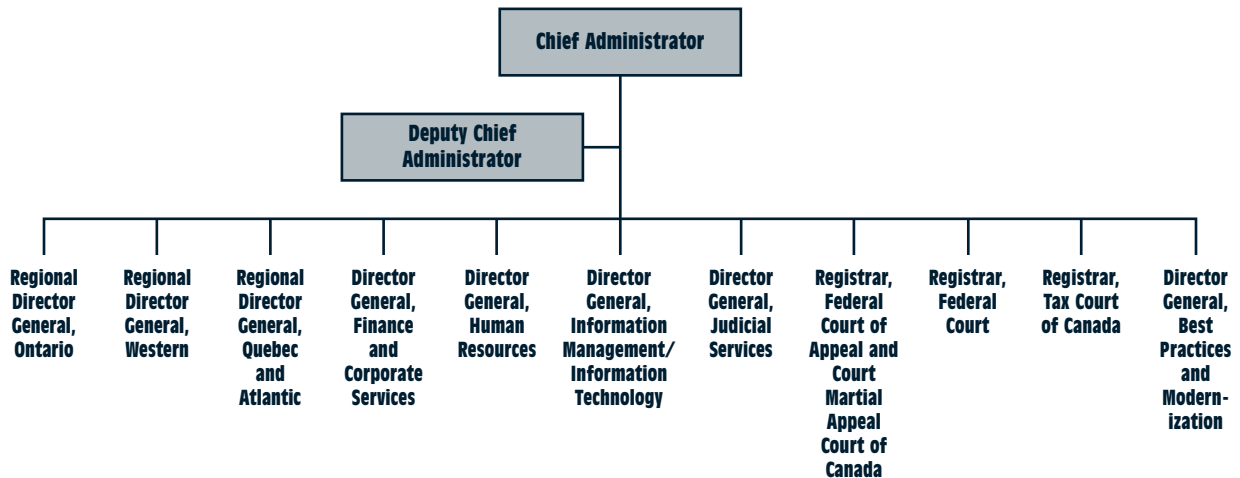 Chief Administrator
Deputy Chief
Administrator
Regional
Director
General,
Ontario
Regional
Director
General,
Western
Regional
Director
General,
Quebec
and
Atlantic
Director
General,
Finance
and
Corporate
Services
Director
General,
Human
Resources
Director
General,
Information
Management/
Information
Technology
Director
General,
Judicial
Services
Registrar,
Federal
Court of
Appeal and
Court
Martial
Appeal
Court of
Canada
Registrar,
Federal
Court
Registrar,
Tax Court
of Canada
Director
General,
Best
Practices
and
Modern-
ization